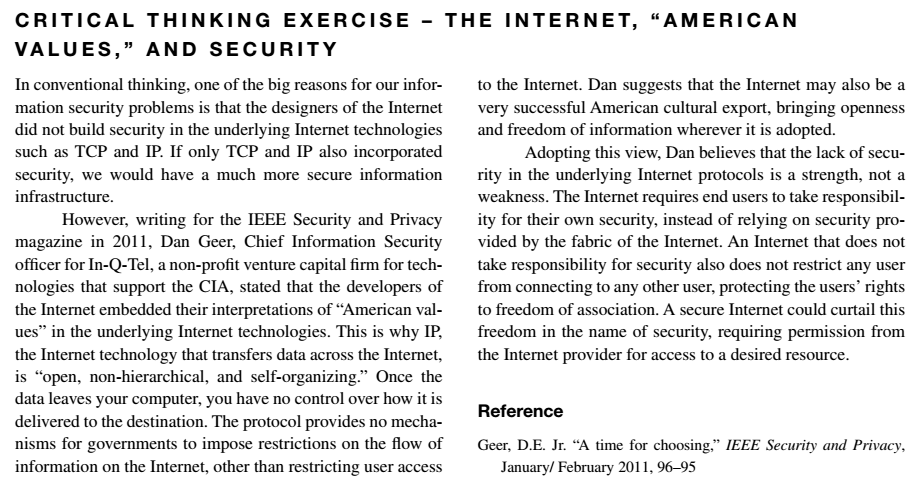 CRITICAL THINKING EXERCISE – THE INTERNET, “AMERICAN
VALUES,” AND SECURITY
In conventional thinking, one of the big reasons for our infor-
mation security problems is that the designers of the Internet
did not build security in the underlying Internet technologies
such as TCP and IP. If only TCP and IP also incorporated
security, we would have a much more secure information
infrastructure.
However, writing for the IEEE Security and Privacy
magazine in 2011, Dan Geer, Chief Information Security
officer for In-Q-Tel, a non-profit venture capital firm for tech-
nologies that support the CIA, stated that the developers of
the Internet embedded their interpretations of “American val-
ues” in the underlying Internet technologies. This is why IP,
the Internet technology that transfers data across the Internet,
is “open, non-hierarchical, and self-organizing.” Once the
data leaves your computer, you have no control over how it is
delivered to the destination. The protocol provides no mecha-
nisms for governments to impose restrictions on the flow of
information on the Internet, other than restricting user access
to the Internet. Dan suggests that the Internet may also be a
very successful American cultural export, bringing openness
and freedom of information wherever it is adopted.
Adopting this view, Dan believes that the lack of secu-
rity in the underlying Internet protocols is a strength, not a
weakness. The Internet requires end users to take responsibil-
ity for their own security, instead of relying on security pro-
vided by the fabric of the Internet. An Internet that does not
take responsibility for security also does not restrict any user
from connecting to any other user, protecting the users’ rights
to freedom of association. A secure Internet could curtail this
freedom in the name of security, requiring permission from
the Internet provider for access to a desired resource.
Reference
Geer, D.E. Jr. “A time for choosing,” IEEE Security and Privacy,
January/ February 2011, 96–95